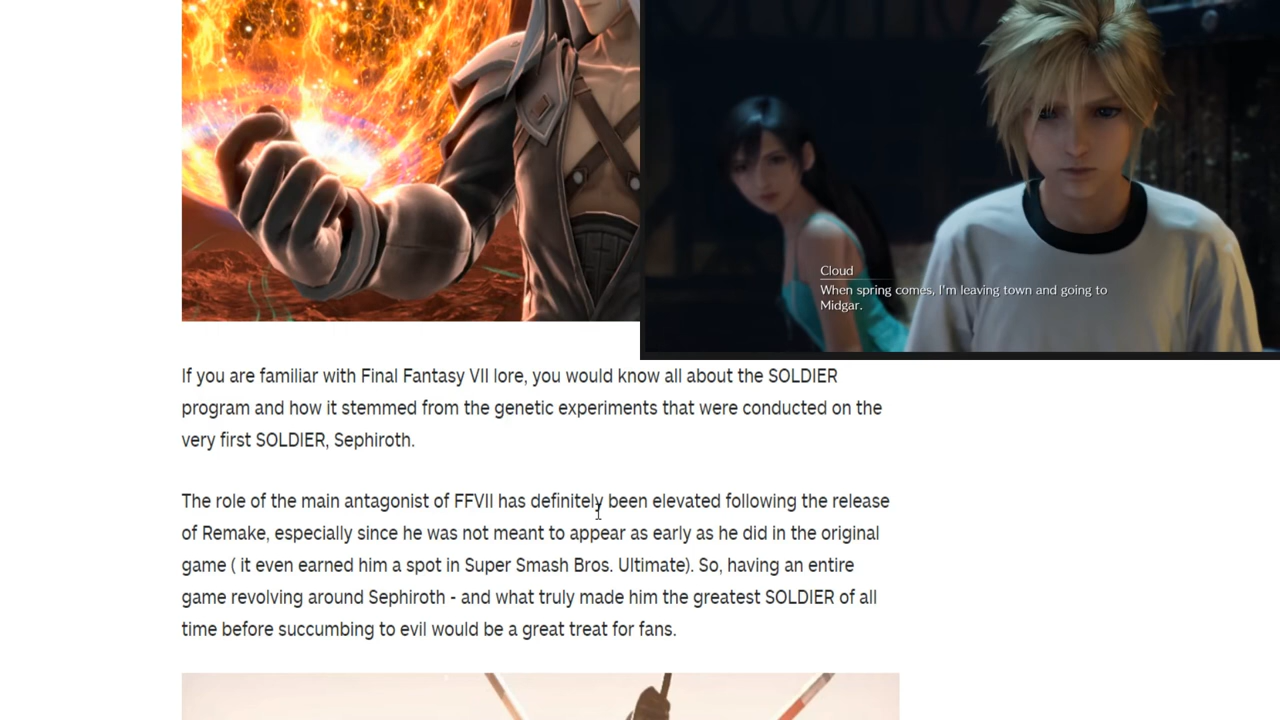 Cloud
When spring comes, I'm leaving town and going to
Midgar.
If you are familiar with Final Fantasy VII lore, you would know all about the SOLDIER
program and how it stemmed from the genetic experiments that were conducted on the
very first SOLDIER, Sephiroth.
The role of the main antagonist of FFVII has definitely been elevated following the release
of Remake, especially since he was not meant to appear as early as he did in the original
game ( it even earned him a spot in Super Smash Bros. Ultimate). So, having an entire
game revolving around Sephiroth - and what truly made him the greatest SOLDIER of all
time before succumbing to evil would be a great treat for fans.